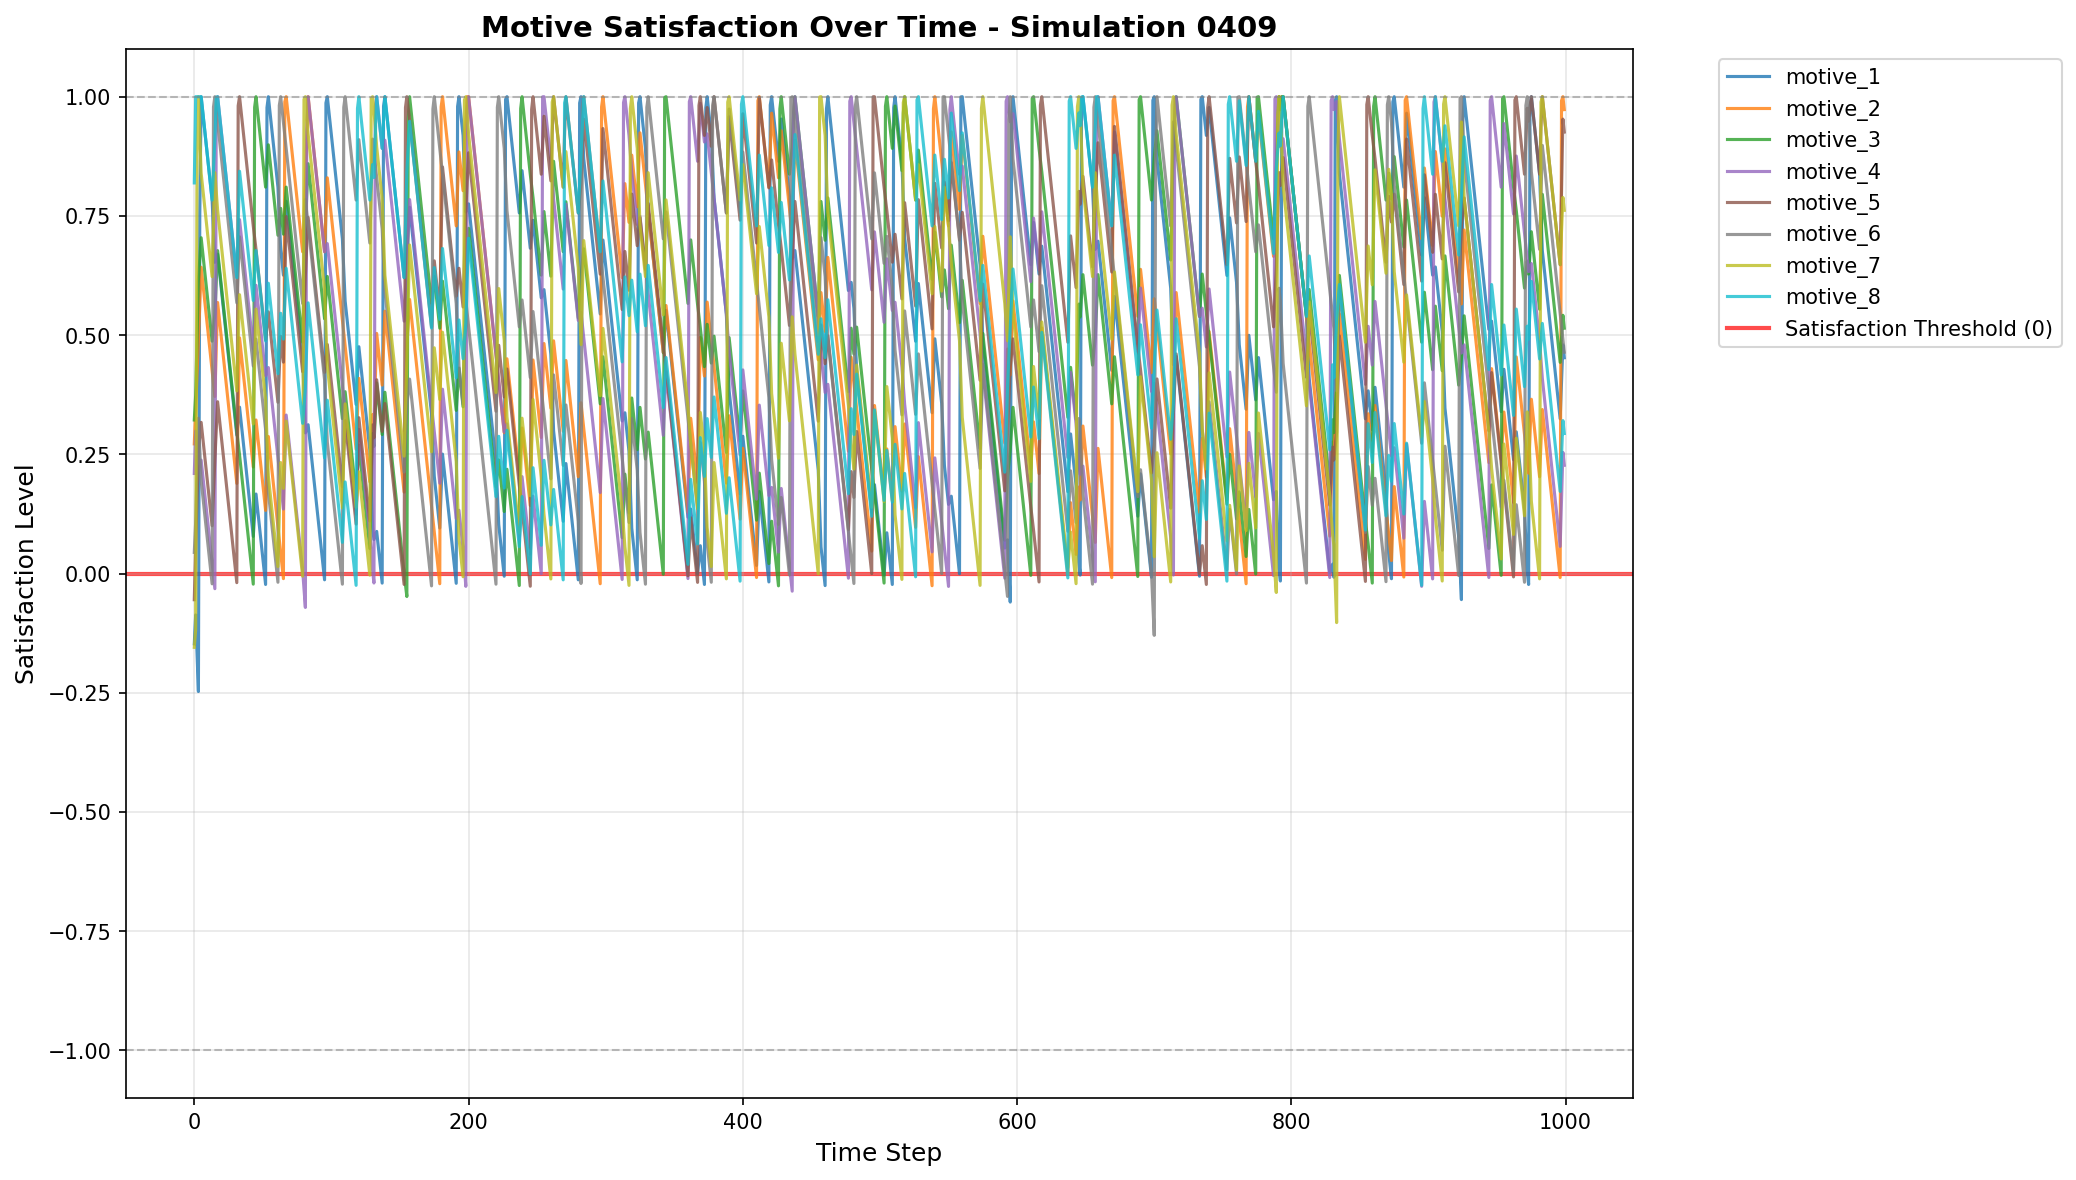 Motive Satisfaction Over Time - Simulation 0409
Satisfaction Level
1.00
0.75
0.50
0.25
0.00
−0.25
−0.50
−0.75
−1.00
0
200
400
600
800
1000
Time Step
motive_1
motive_2
motive_3
motive_4
motive_5
motive_6
motive_7
motive_8
Satisfaction Threshold (0)